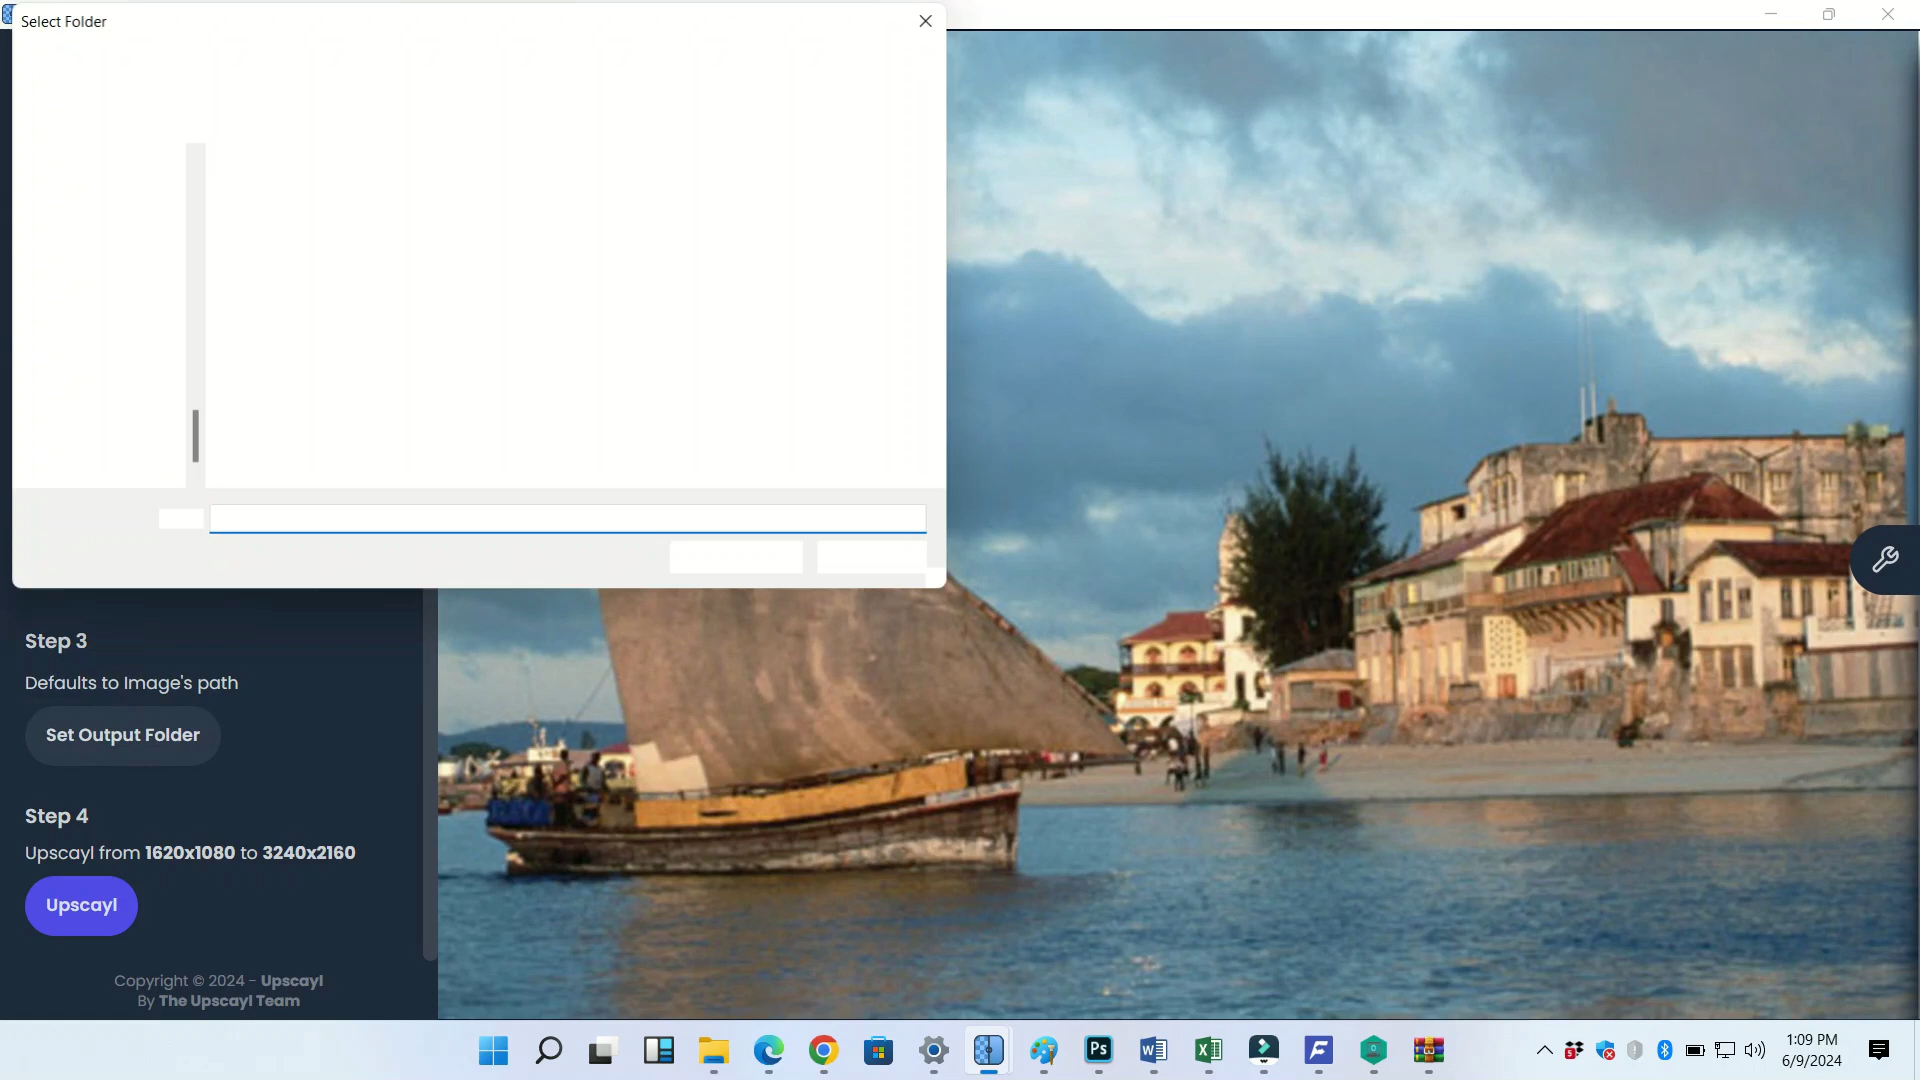 Select Folder
Step 3
Defaults to Image's path
Set Output Folder
Step 4
Upscayl from 1620x1080 to 3240x2160
Upscayl
Copyright © 2024 - Upscayl
By The Upscayl Team
Ps
1:09 PM
6/9/2024